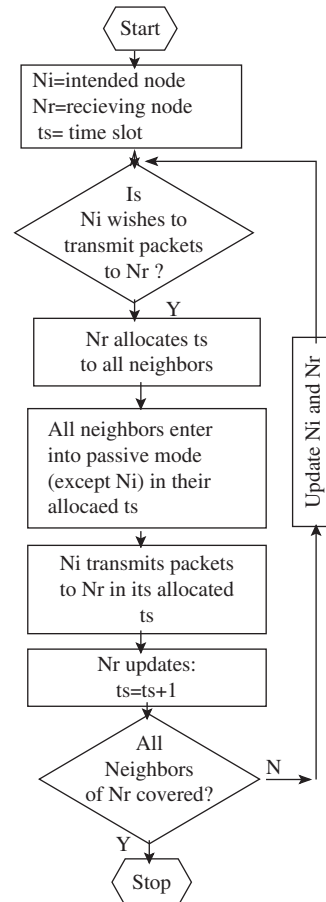 Start
Ni=intended node
Nr=recieving node
ts= time slot
Is
Ni wishes to
transmit packets
to Nr ?
Y
Nr allocates ts
to all neighbors
Update Ni and Nr
All neighbors enter
into passive mode
(except Ni) in their
allocaed ts
Ni transmits packets
to Nr in its allocated
ts
Nr updates:
ts=ts+1
All
Neighbors
of Nr covered?
N
Y
Stop